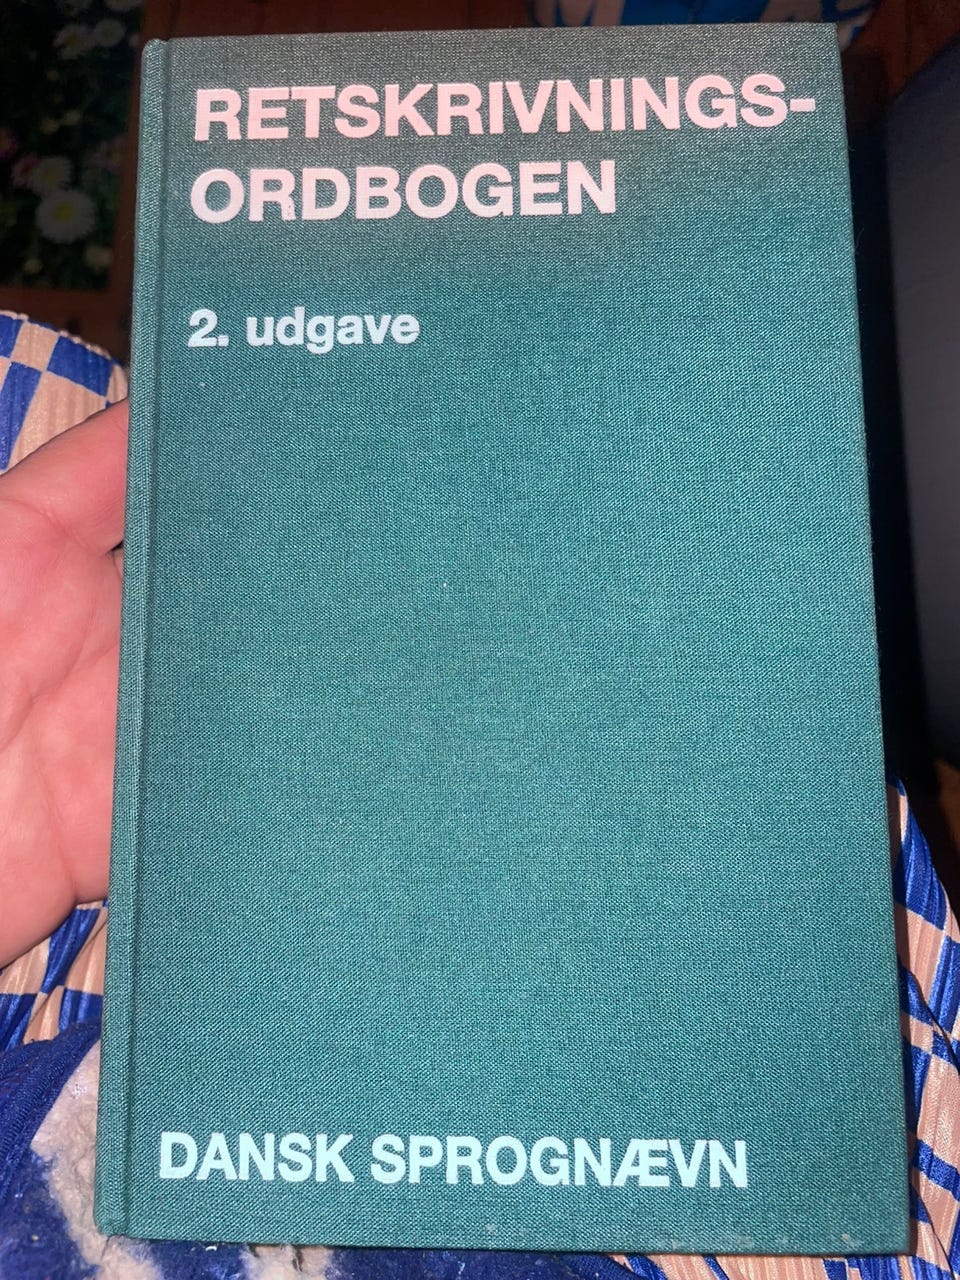 RETSKRIVNINGS-
ORDBOGEN
2. udgave
DANSK SPROGNÆVN